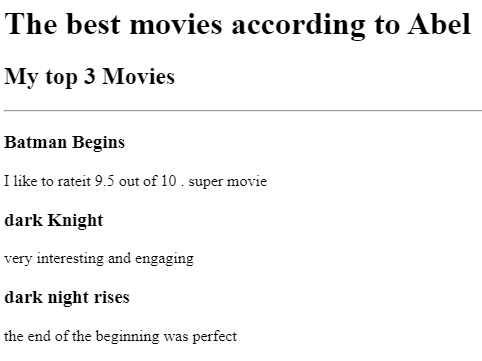 The best movies according to Abel
My top 3 Movies
Batman Begins
I like to rateit 9.5 out of 10 . super movie
dark Knight
very interesting and engaging
dark night rises
the end of the beginning was perfect